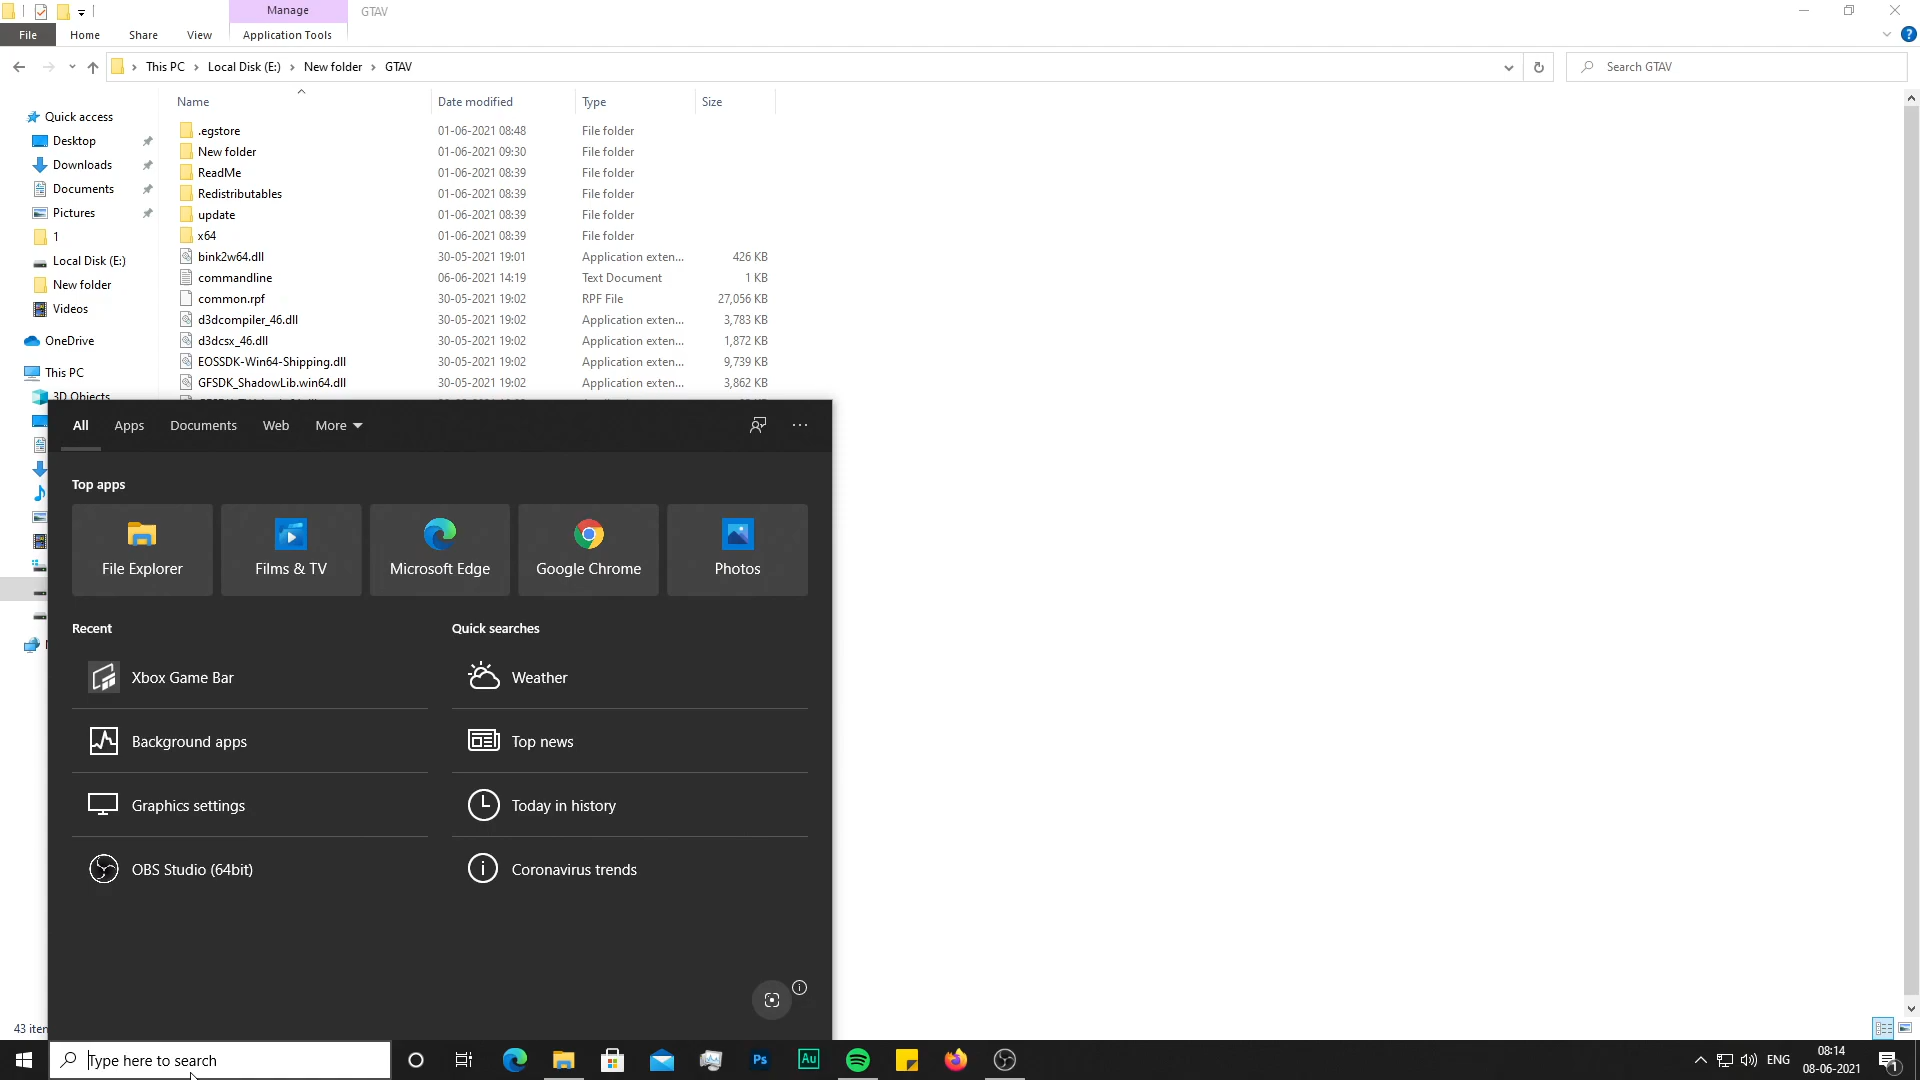 Manage
GTAV
File
Home
Share
View
Application Tools
This PC
Local Disk (E:)
New folder
GTAV
Search GTAV
Name
Date modified
Type
Size
Quick access
Desktop
Downloads
Documents
Pictures
1
Local Disk (E:)
New folder
Videos
OneDrive
This PC
3D Objects
.egstore 01-06-2021 08:48 File folder
New folder 01-06-2021 09:30 File folder
ReadMe 01-06-2021 08:39 File folder
Redistributables 01-06-2021 08:39 File folder
update 01-06-2021 08:39 File folder
x64 01-06-2021 08:39 File folder
bink2w64.dll 30-05-2021 19:01 Application exten... 426 KB
commandline 06-06-2021 14:19 Text Document 1 KB
common.rpf 30-05-2021 19:02 RPF File 27,056 KB
d3dcompiler_46.dll 30-05-2021 19:02 Application exten... 3,783 KB
d3dcsx_46.dll 30-05-2021 19:02 Application exten... 1,872 KB
EOSSDK-Win64-Shipping.dll 30-05-2021 19:02 Application exten... 9,739 KB
GFSDK_ShadowLib.win64.dll 30-05-2021 19:02 Application exten... 3,862 KB
All
Apps
Documents
Web
More
Top apps
File Explorer
Films & TV
Microsoft Edge
Google Chrome
Photos
Recent
Xbox Game Bar
Background apps
Graphics settings
OBS Studio (64bit)
Quick searches
Weather
Top news
Today in history
Coronavirus trends
43 iten
Type here to search
Ps
Au
ENG
08:14
08-06-2021
1